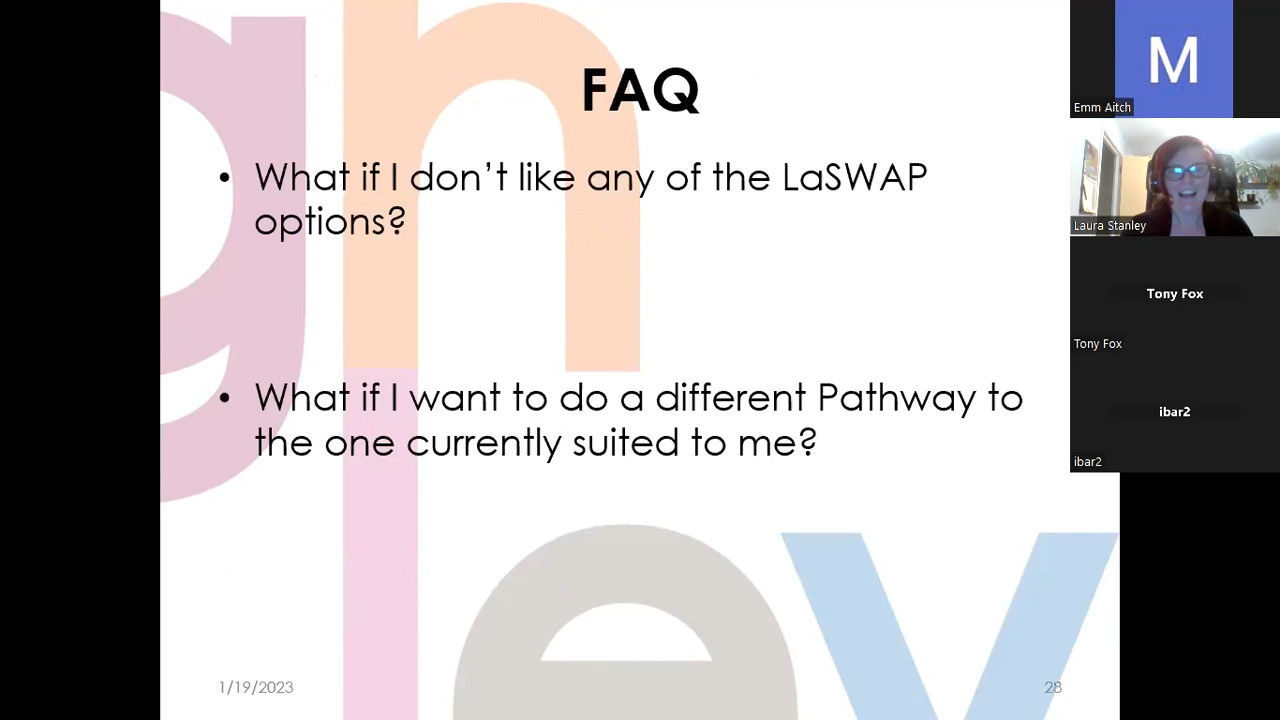 FAQ
• What if I don’t like any of the LaSWAP
options?
• What if I want to do a different Pathway to
the one currently suited to me?
1/19/2023
28
M
Emm Aitch
Laura Stanley
Tony Fox
Tony Fox
ibar2
ibar2
gh
l
ev